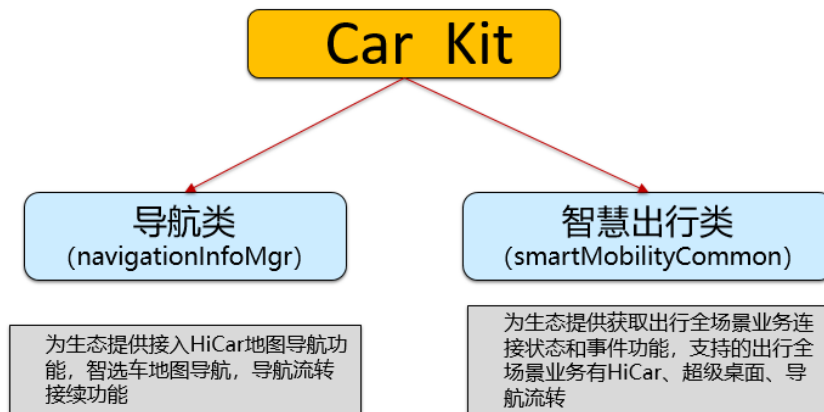 Car Kit
导航类
(navigationInfoMgr)
智慧出行类
(smartMobilityCommon)
为生态提供接入HiCar地图导航功
能，智选车地图导航，导航流转
接续功能
为生态提供获取出行全场景业务连
接状态和事件功能，支持的出行全
场景业务有HiCar、超级桌面、导
航流转